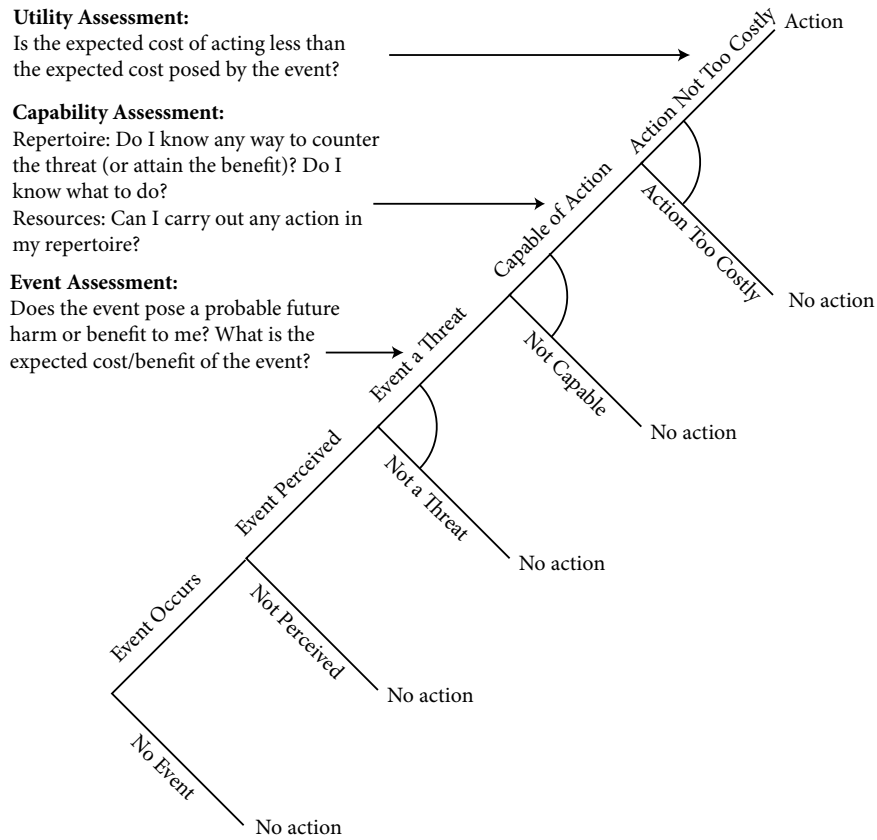 Utility Assessment:
Is the expected cost of acting less than
the expected cost posed by the event?
Capability Assessment:
Repertoire: Do I know any way to counter
the threat (or attain the benefit)? Do I
know what to do?
Resources: Can I carry out any action in
my repertoire?
Event Assessment:
Does the event pose a probable future
harm or benefit to me? What is the
expected cost/benefit of the event?
Action
Action Not Too Costly
Action Too Costly
No action
Capable of Action
Not Capable
No action
Event a Threat
Not a Threat
No action
Event Perceived
Not Perceived
No action
Event Occurs
No Event
No action